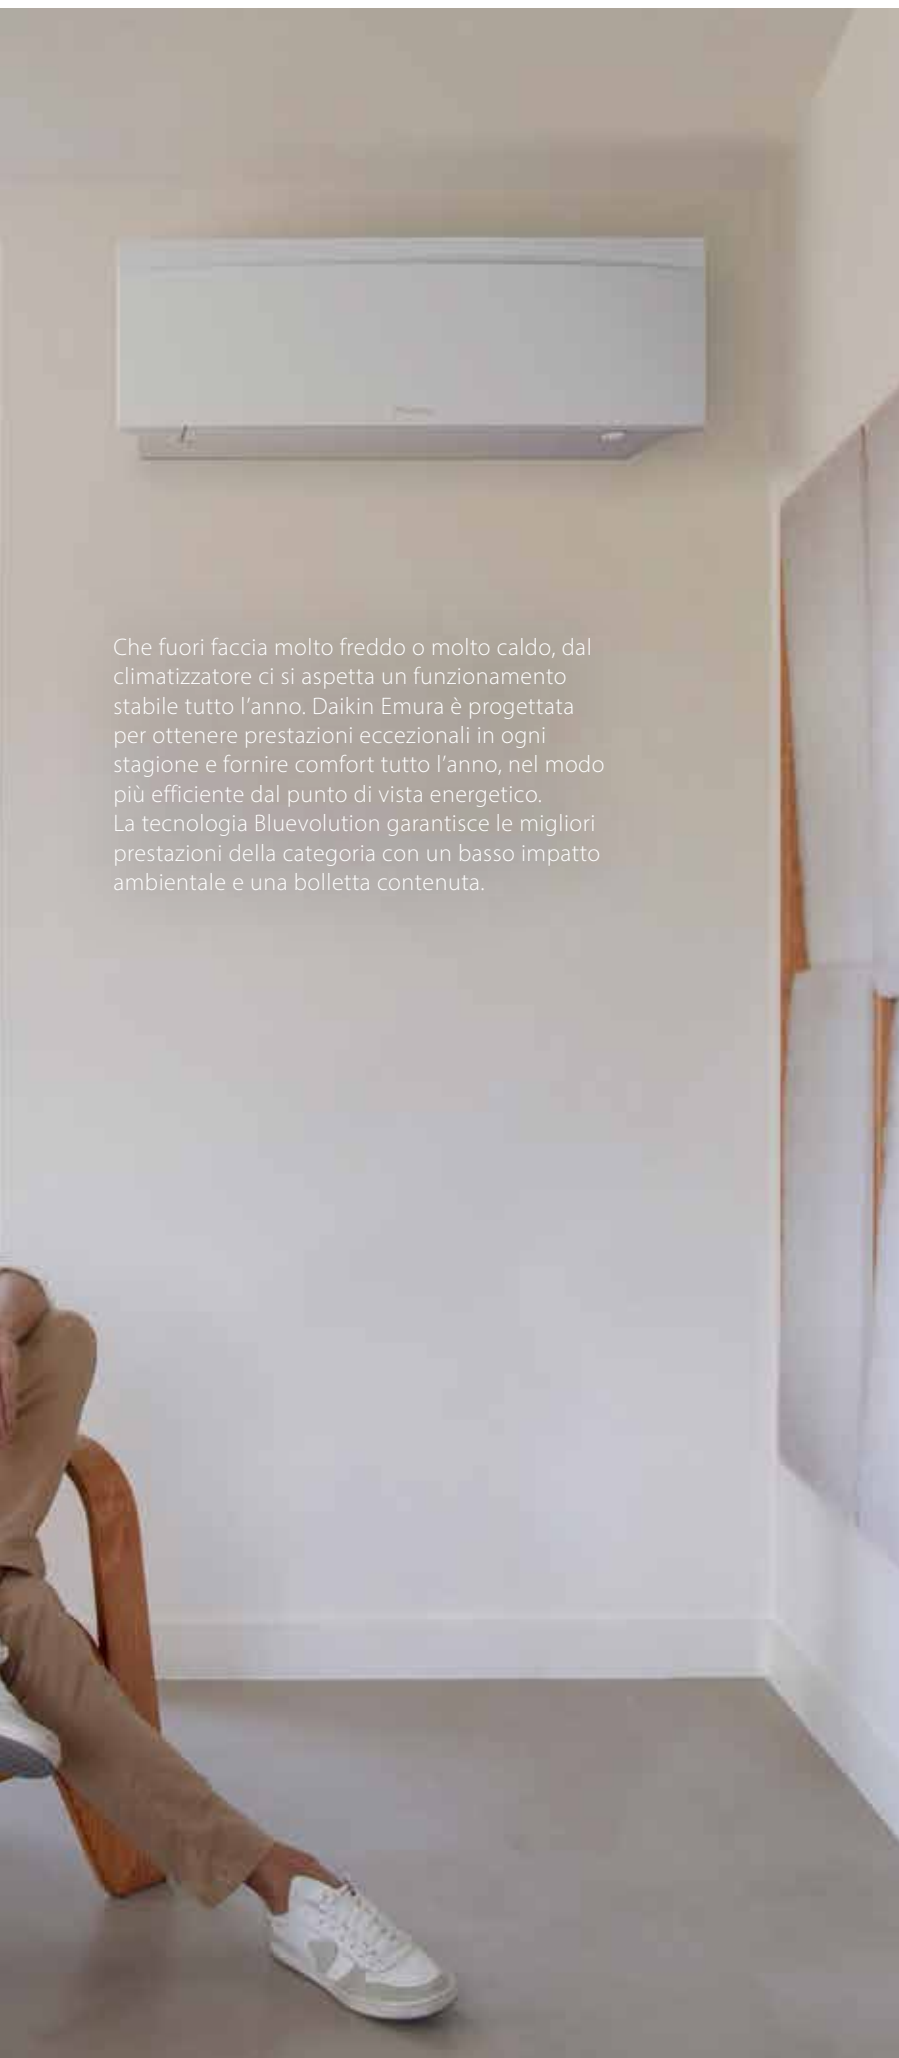 Che fuori faccia molto freddo o molto caldo, dal
climatizzatore ci si aspetta un funzionamento
stabile tutto l’anno. Daikin Emura è progettata
per ottenere prestazioni eccezionali in ogni
stagione e fornire comfort tutto l’anno, nel modo
più efficiente dal punto di vista energetico.
La tecnologia Bluevolution garantisce le migliori
prestazioni della categoria con un basso impatto
ambientale e una bolletta contenuta.